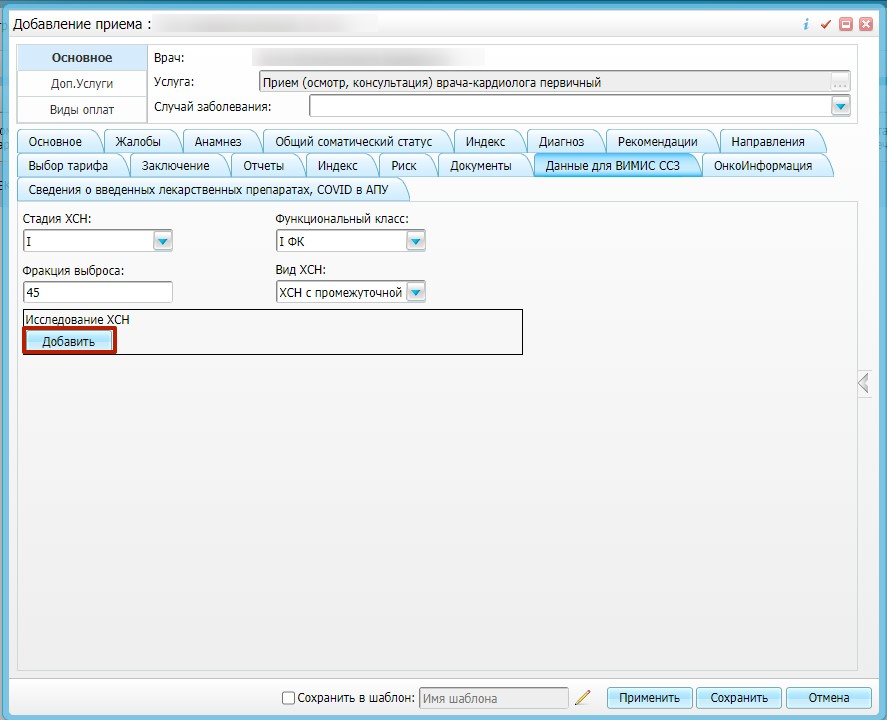 Добавление приема :
Основное
Доп.Услуги
Виды оплат
Врач:
Услуга: Прием (осмотр, консультация) врача-кардиолога первичный ...
Случай заболевания:
Основное Жалобы Анамнез Общий соматический статус Индекс Диагноз Рекомендации Направления
Выбор тарифа Заключение Отчеты Индекс Риск Документы Данные для ВИМИС ССЗ ОнкоИнформация
Сведения о введенных лекарственных препаратах, COVID в АПУ
Стадия ХСН: Функциональный класс:
I I ФК
Фракция выброса: Вид ХСН:
45 ХСН с промежуточной
Исследование ХСН
Добавить
Сохранить в шаблон: Имя шаблона Применить Сохранить Отмена